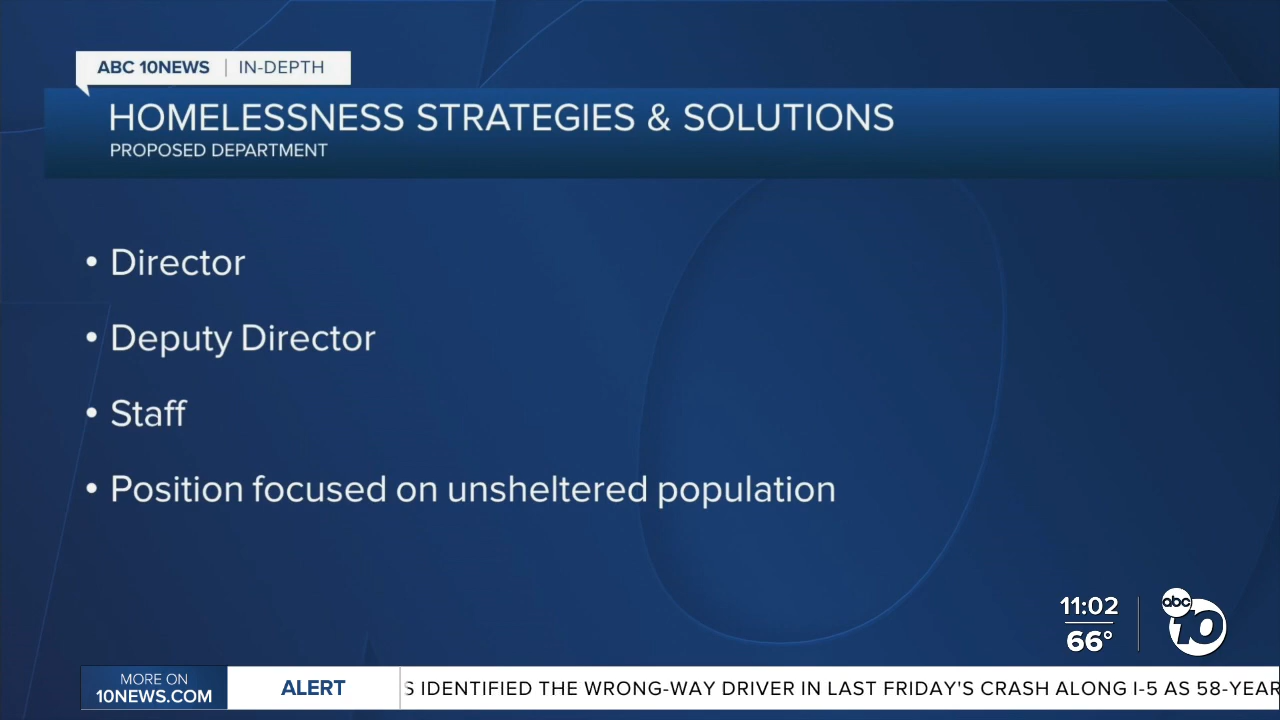 ABC 10NEWS | IN-DEPTH
HOMELESSNESS STRATEGIES & SOLUTIONS
PROPOSED DEPARTMENT
• Director
• Deputy Director
• Staff
• Position focused on unsheltered population
11:02
66°
abc 10
MORE ON
10NEWS.COM
ALERT
S IDENTIFIED THE WRONG-WAY DRIVER IN LAST FRIDAY'S CRASH ALONG I-5 AS 58-YEAR